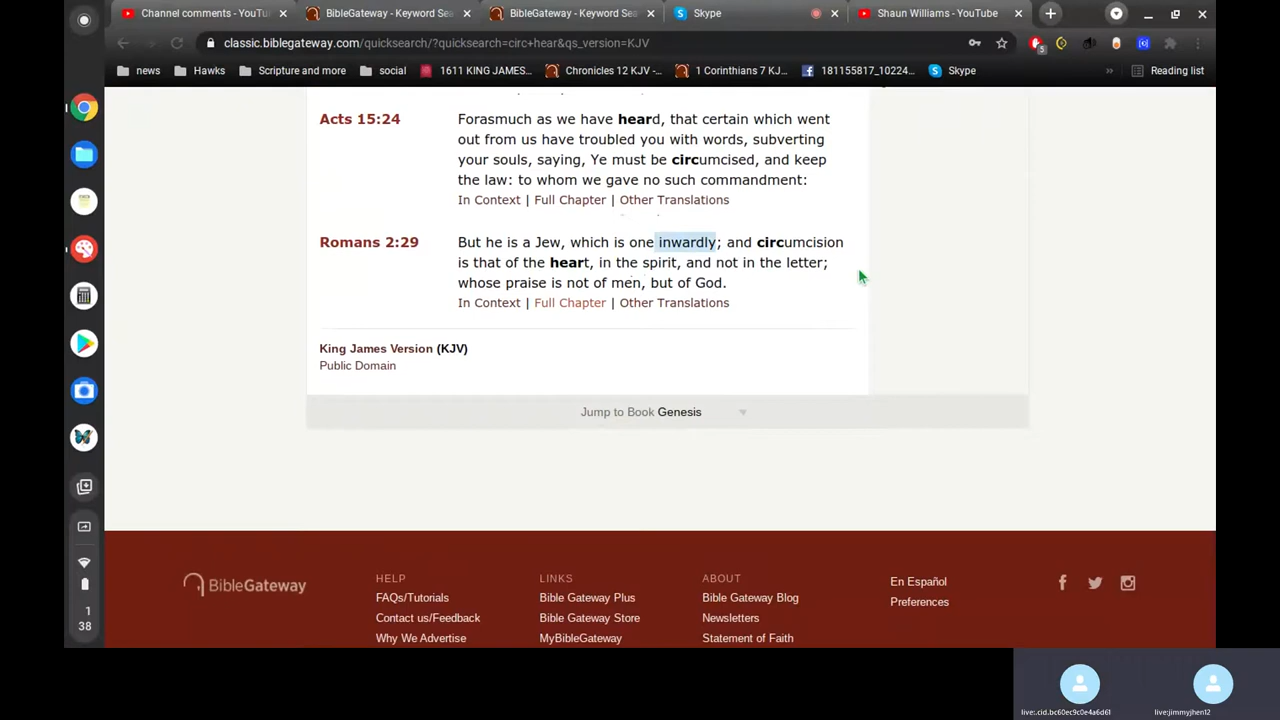 Channel comments - YouTu
BibleGateway - Keyword Sea
BibleGateway - Keyword Sea
Skype
Shaun Williams - YouTube
classic.biblegateway.com/quicksearch/?quicksearch=circ+hear&qs_version=KJV
5
news
Hawks
Scripture and more
social
1611 KING JAMES...
Chronicles 12 KJV -...
1 Corinthians 7 KJ...
181155817_10224...
Skype
»
Reading list
Acts 15:24
Forasmuch as we have heard, that certain which went
out from us have troubled you with words, subverting
your souls, saying, Ye must be circumcised, and keep
the law: to whom we gave no such commandment:
In Context | Full Chapter | Other Translations
Romans 2:29
But he is a Jew, which is one inwardly; and circumcision
is that of the heart, in the spirit, and not in the letter;
whose praise is not of men, but of God.
In Context | Full Chapter | Other Translations
King James Version (KJV)
Public Domain
Jump to Book Genesis
BibleGateway
HELP
FAQs/Tutorials
Contact us/Feedback
Why We Advertise
LINKS
Bible Gateway Plus
Bible Gateway Store
MyBibleGateway
ABOUT
Bible Gateway Blog
Newsletters
Statement of Faith
En Español
Preferences
1
38
live:.cid.bc60ec9c0e4a6d61
live:jimmyjhen12